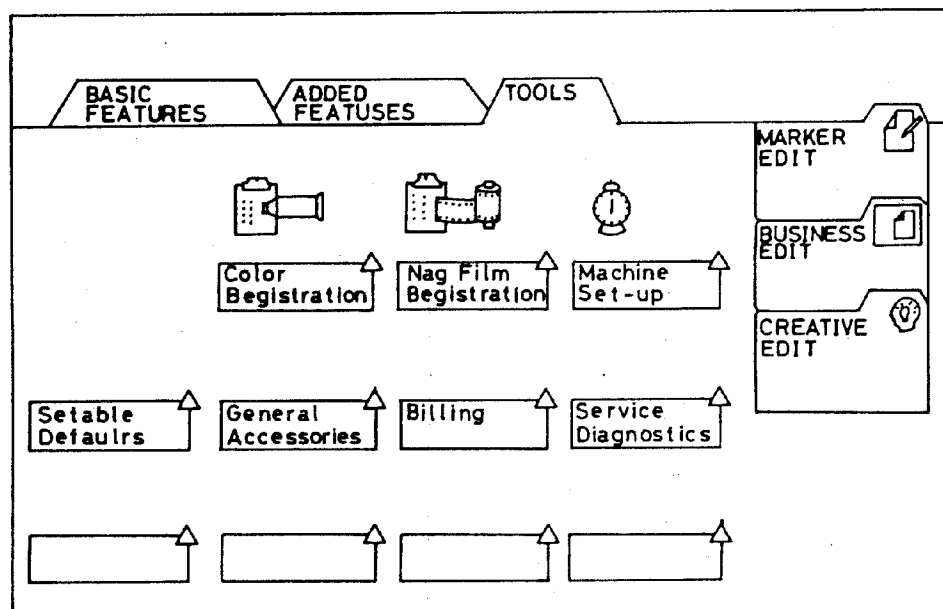 BASIC
FEATURES
ADDED
FEATUSES
TOOLS
MARKER
EDIT
BUSINESS
EDIT
CREATIVE
EDIT
Color
Begistration
Nag Film
Begistration
Machine
Set-up
Setable
Defaulrs
General
Accessories
Billing
Service
Diagnostics